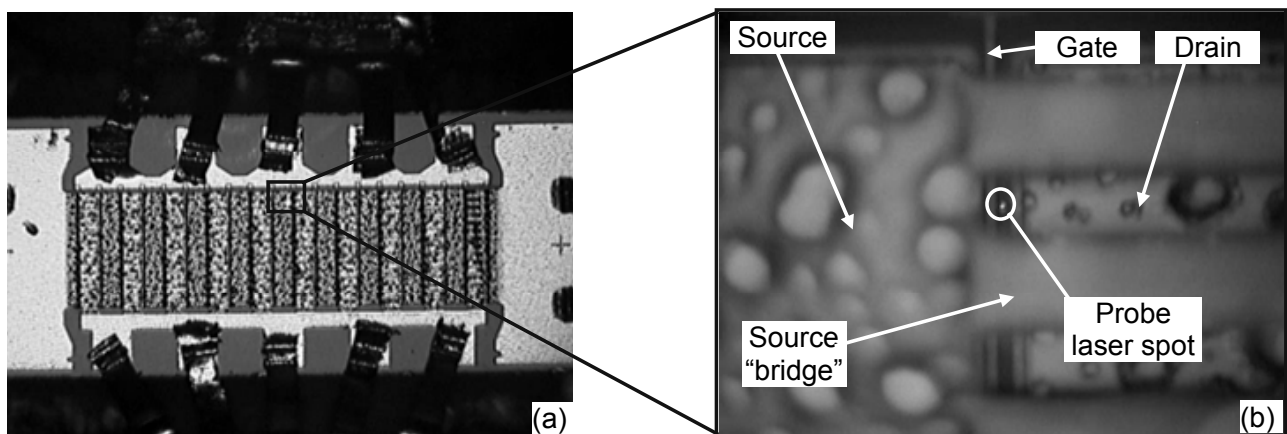 Source
Gate
Drain
Source
“bridge”
Probe
laser spot
(a)
(b)